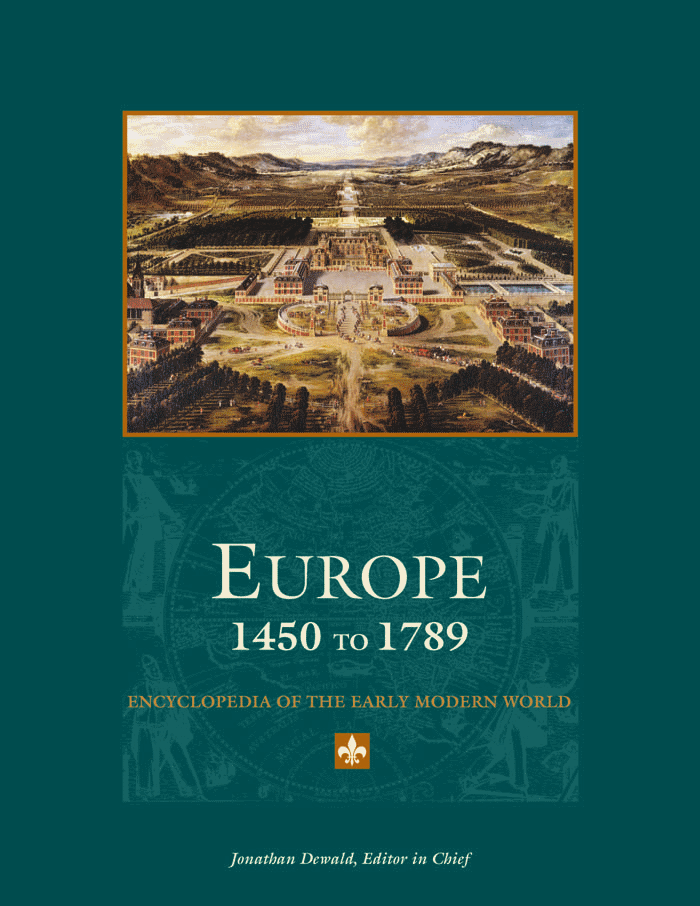 EUROPE
1450 TO 1789
ENCYCLOPEDIA OF THE EARLY MODERN WORLD
Jonathan Dewald, Editor in Chief